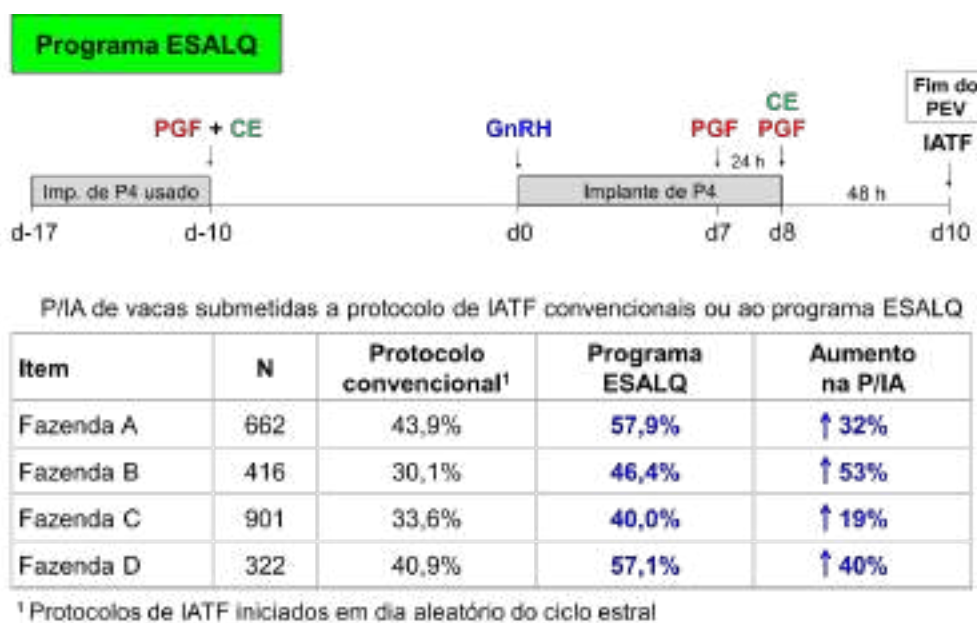 Programa ESALQ
Fim do
PEV
PGF + CE
GnRH
PGF
CE
PGF
IATF
24 h
Imp. de P4 usado
Implante de P4
48 h
d-17
d-10
d0
d7
d8
d10
P/IA de vacas submetidas a protocolo de IATF convencionais ou ao programa ESALQ
Item N Protocolo convencional¹ Programa ESALQ Aumento na P/IA
Fazenda A 662 43,9% 57,9% ↑ 32%
Fazenda B 416 30,1% 46,4% ↑ 53%
Fazenda C 901 33,6% 40,0% ↑ 19%
Fazenda D 322 40,9% 57,1% ↑ 40%
¹ Protocolos de IATF iniciados em dia aleatório do ciclo estral